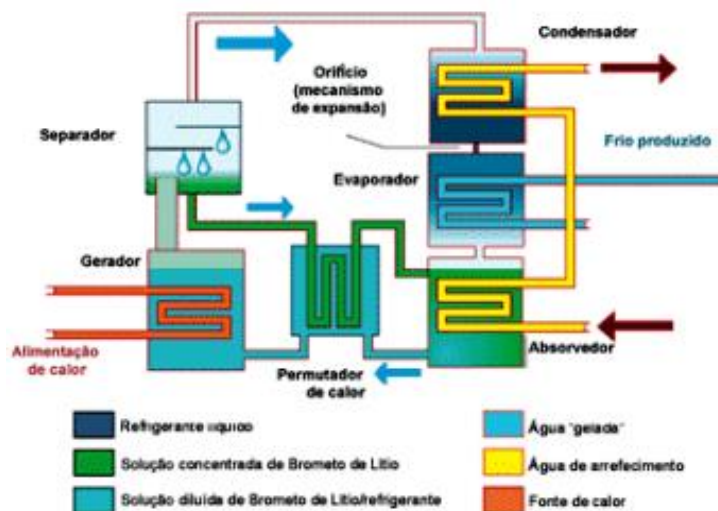 Condensador
Orifício
(mecanismo
de expansão)
Separador
Frio produzido
Evaporador
Gerador
Alimentação
de calor
Absorvedor
Permutador
de calor
Refrigerante líquido
Solução concentrada de Brometo de Lítio
Solução diluída de Brometo de Lítio/refrigerante
Água "gelada"
Água de arrefecimento
Fonte de calor